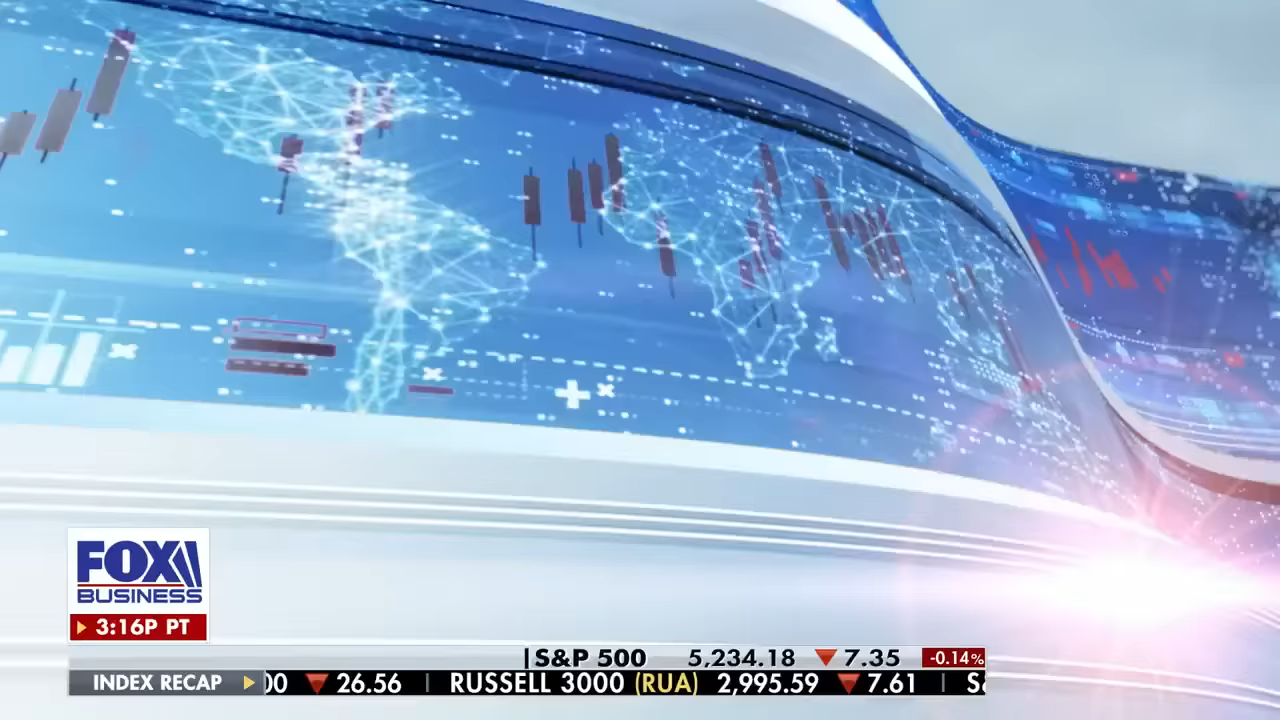 FOX
BUSINESS
3:16P PT
S&P 500 5,234.18 7.35 -0.14%
INDEX RECAP 00 26.56 RUSSELL 3000 (RUA) 2,995.59 7.61 S